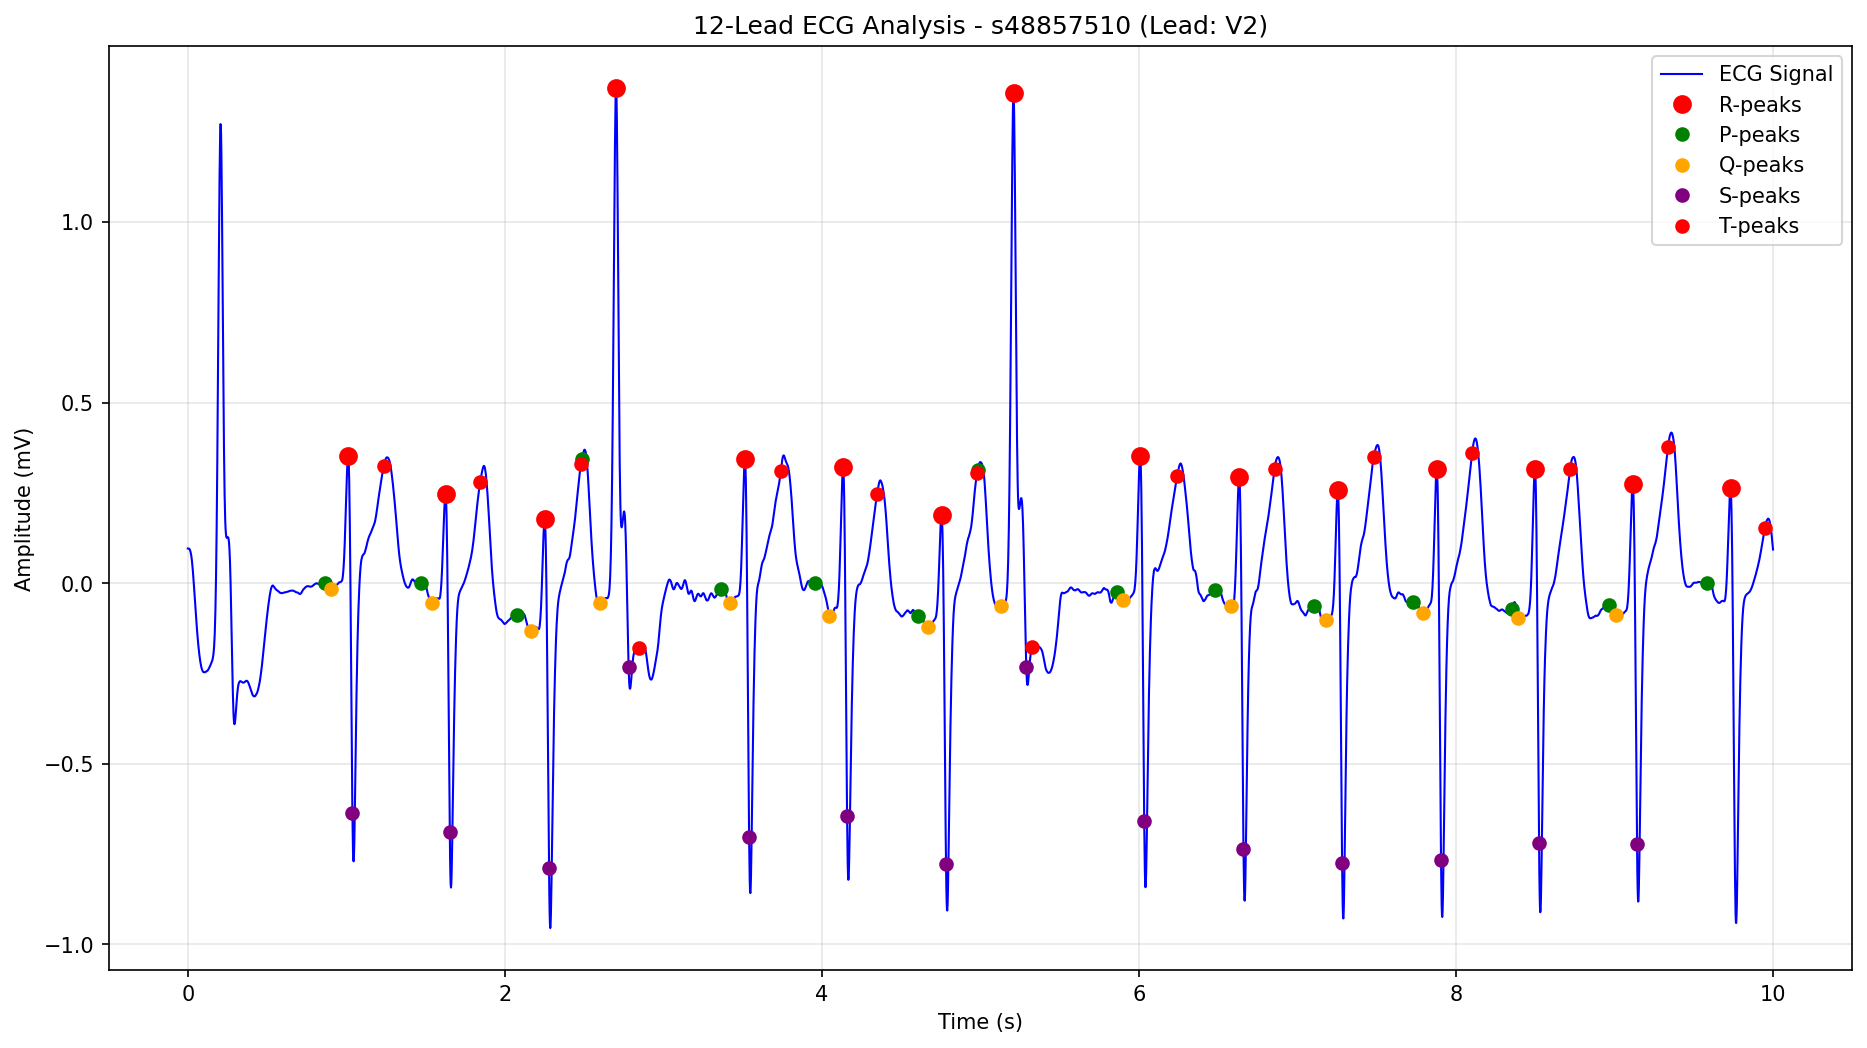 12-Lead ECG Analysis - s48857510 (Lead: V2)
ECG Signal
R-peaks
P-peaks
Q-peaks
S-peaks
T-peaks
Amplitude (mV)
1.0
0.5
0.0
−0.5
−1.0
0 2 4 6 8 10
Time (s)